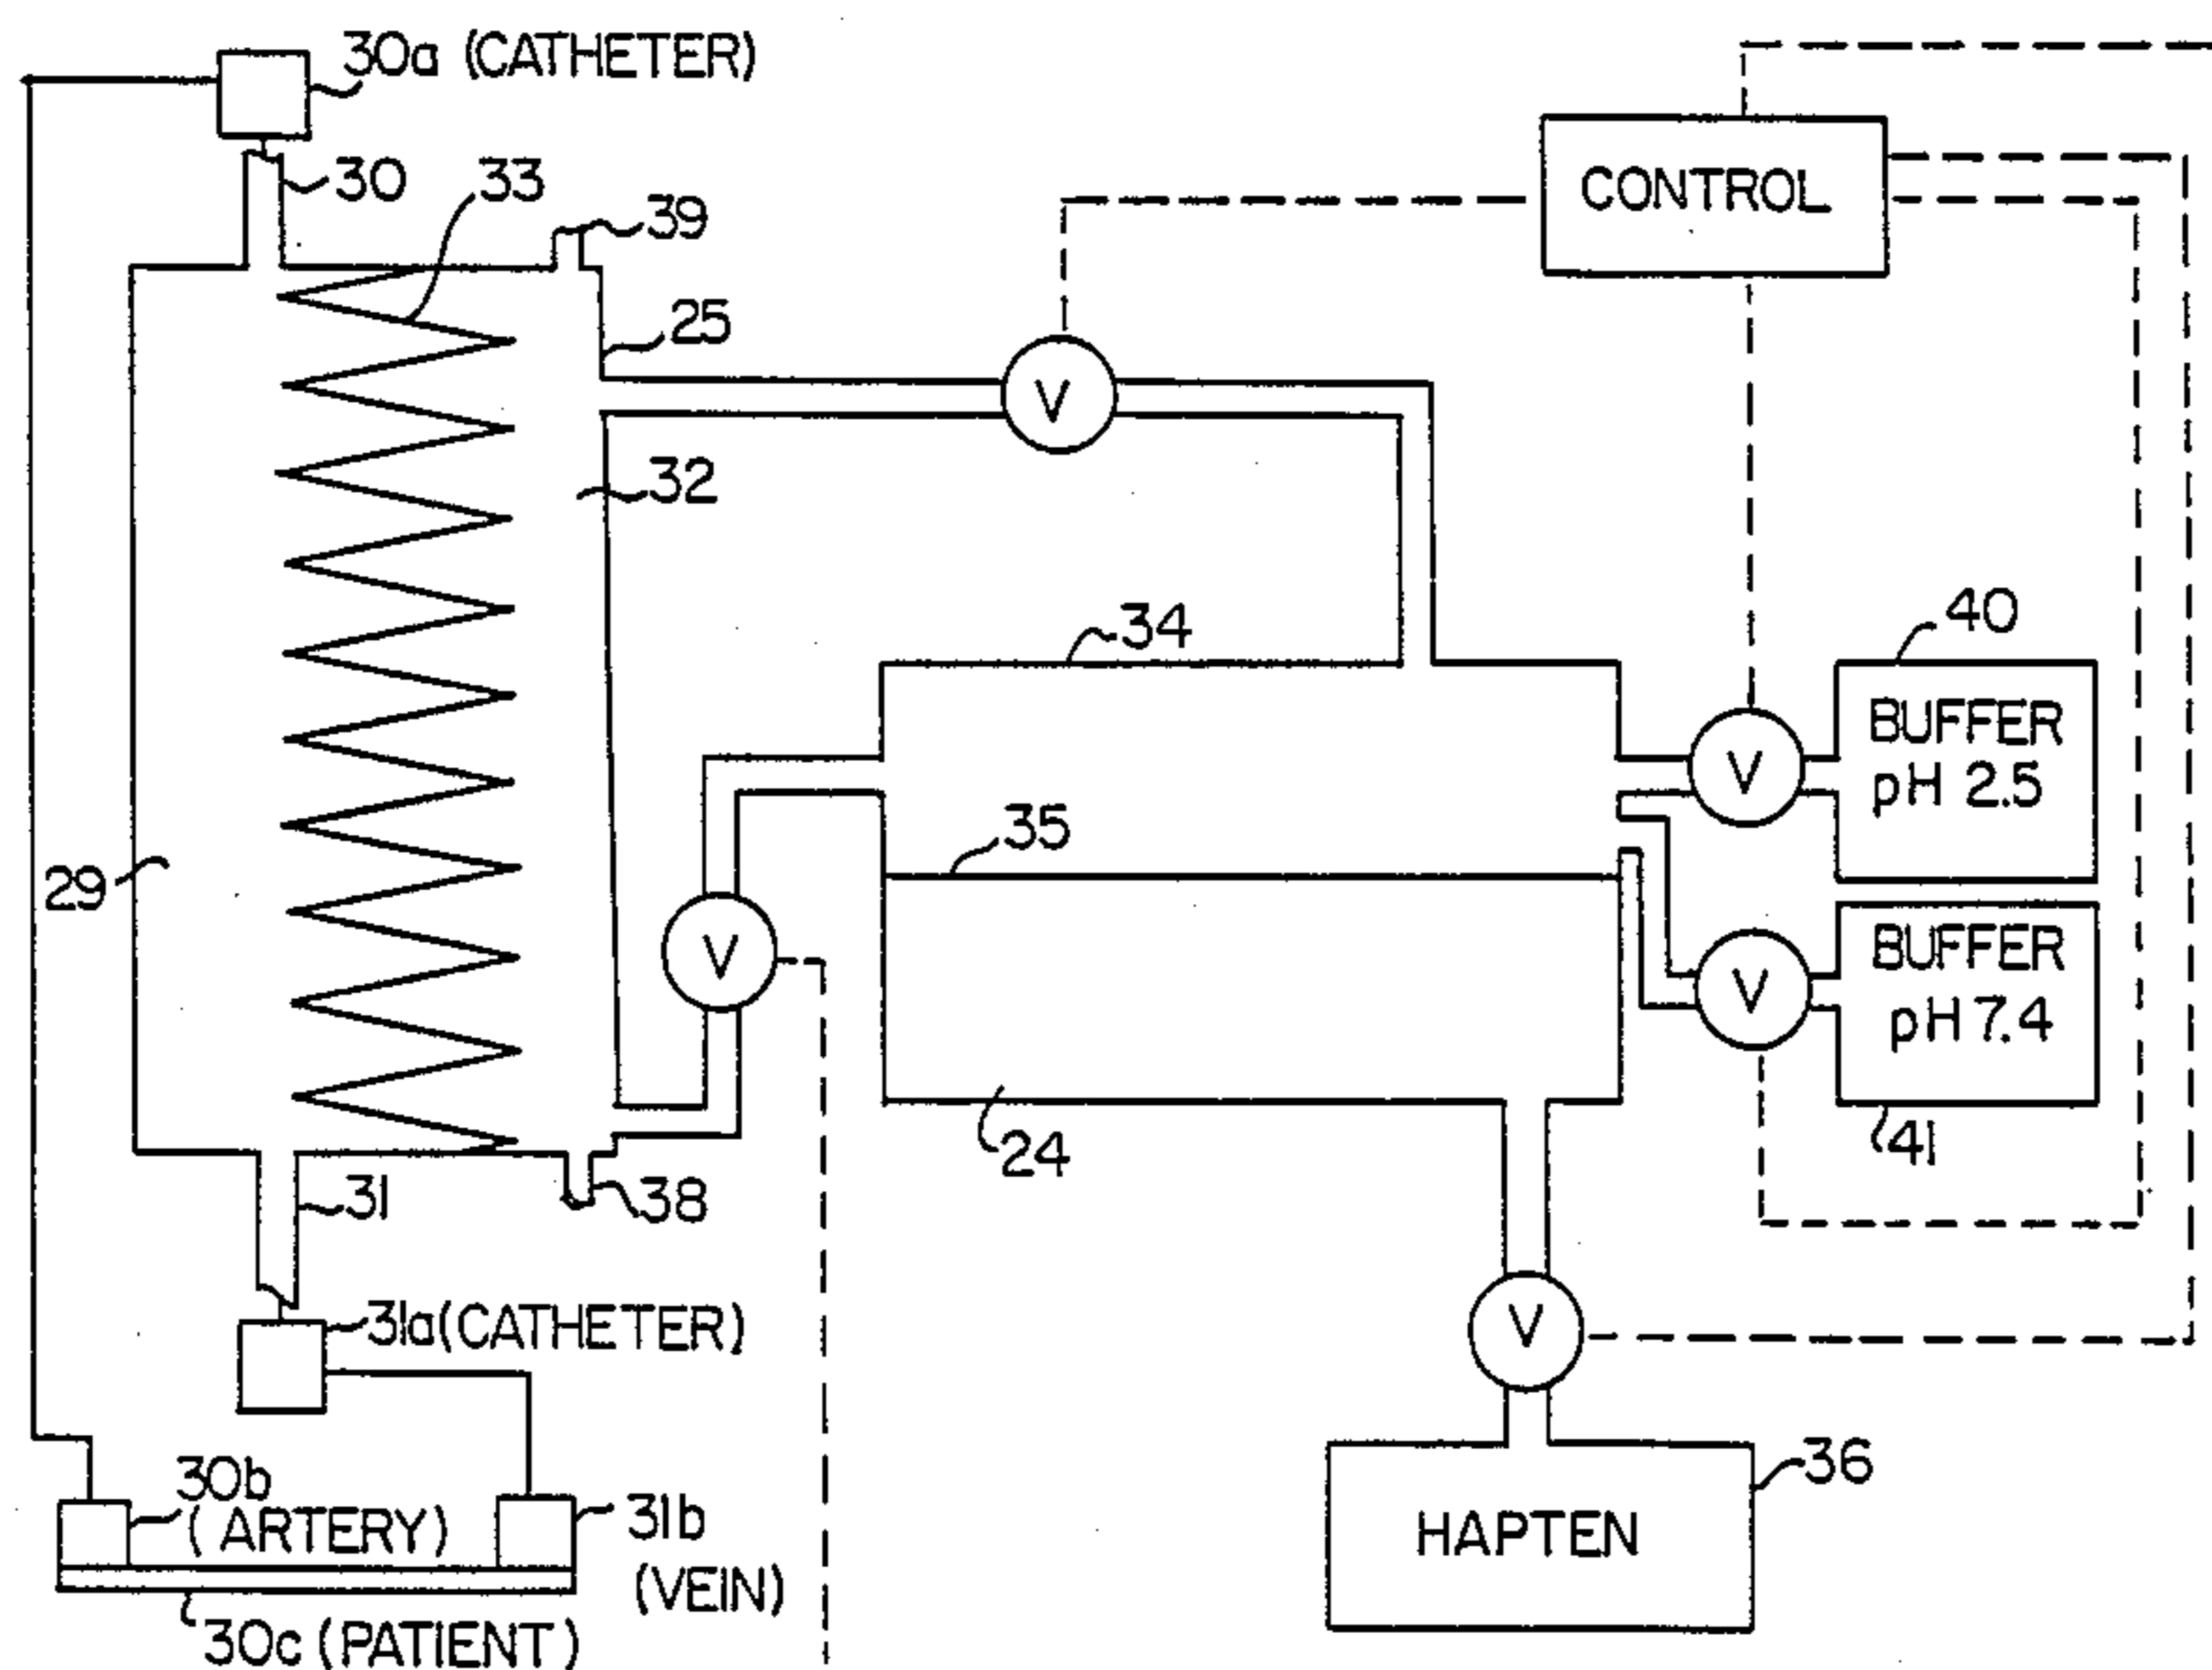 30a (CATHETER)
30
33
39
CONTROL
25
V
32
34
40
BUFFER
pH 2.5
V
35
29
V
BUFFER
pH 7.4
V
24
41
31
38
31a (CATHETER)
V
30b
(ARTERY)
31b
(VEIN)
36
HAPTEN
30c (PATIENT)